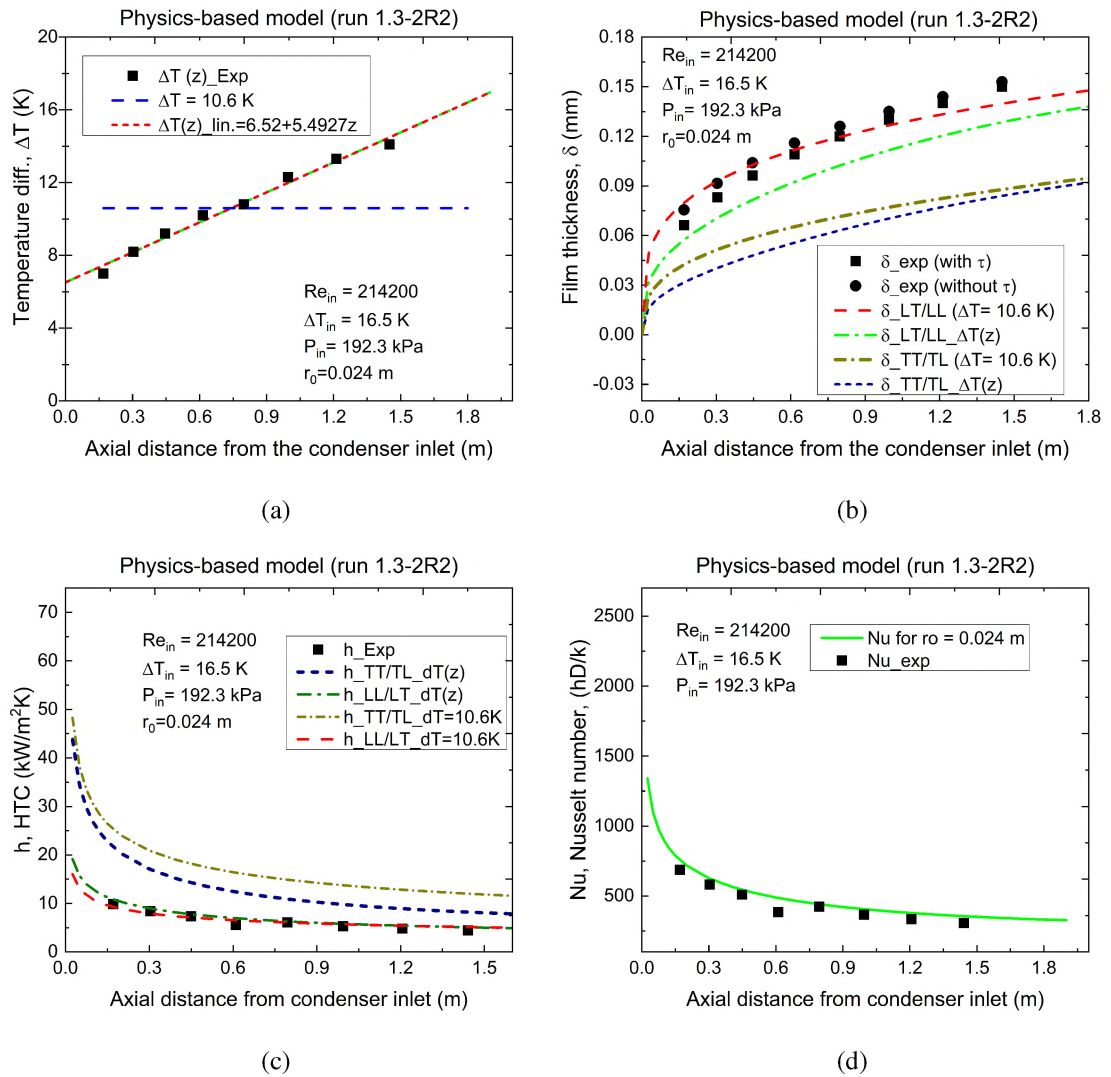 Physics-based model (run 1.3-2R2)
20
16
12
8
4
0
Temperature diff., ΔT (K)
ΔT (z)_Exp
ΔT = 10.6 K
ΔT(z)_lin.=6.52+5.4927z
Re_in = 214200
ΔT_in = 16.5 K
P_in= 192.3 kPa
r_0=0.024 m
0.0 0.3 0.6 0.9 1.2 1.5 1.8
Axial distance from the condenser inlet (m)
(a)
Physics-based model (run 1.3-2R2)
0.18
0.15
0.12
0.09
0.06
0.03
0.00
-0.03
Film thickness, δ (mm)
Re_in = 214200
ΔT_in = 16.5 K
P_in= 192.3 kPa
r_0=0.024 m
δ_exp (with τ)
δ_exp (without τ)
δ_LT/LL (ΔT= 10.6 K)
δ_LT/LL_ΔT(z)
δ_TT/TL (ΔT= 10.6 K)
δ_TT/TL_ΔT(z)
0.0 0.3 0.6 0.9 1.2 1.5 1.8
Axial distance from the condenser inlet (m)
(b)
Physics-based model (run 1.3-2R2)
70
60
50
40
30
20
10
0
h, HTC (kW/m²K)
Re_in = 214200
ΔT_in = 16.5 K
P_in= 192.3 kPa
r_0=0.024 m
h_Exp
h_TT/TL_dT(z)
h_LL/LT_dT(z)
h_TT/TL_dT=10.6K
h_LL/LT_dT=10.6K
0.0 0.3 0.6 0.9 1.2 1.5
Axial distance from condenser inlet (m)
(c)
Physics-based model (run 1.3-2R2)
2500
2000
1500
1000
500
Nu, Nusselt number, (hD/k)
Re_in = 214200
ΔT_in = 16.5 K
P_in= 192.3 kPa
Nu for ro = 0.024 m
Nu_exp
0.0 0.3 0.6 0.9 1.2 1.5 1.8
Axial distance from condenser inlet (m)
(d)